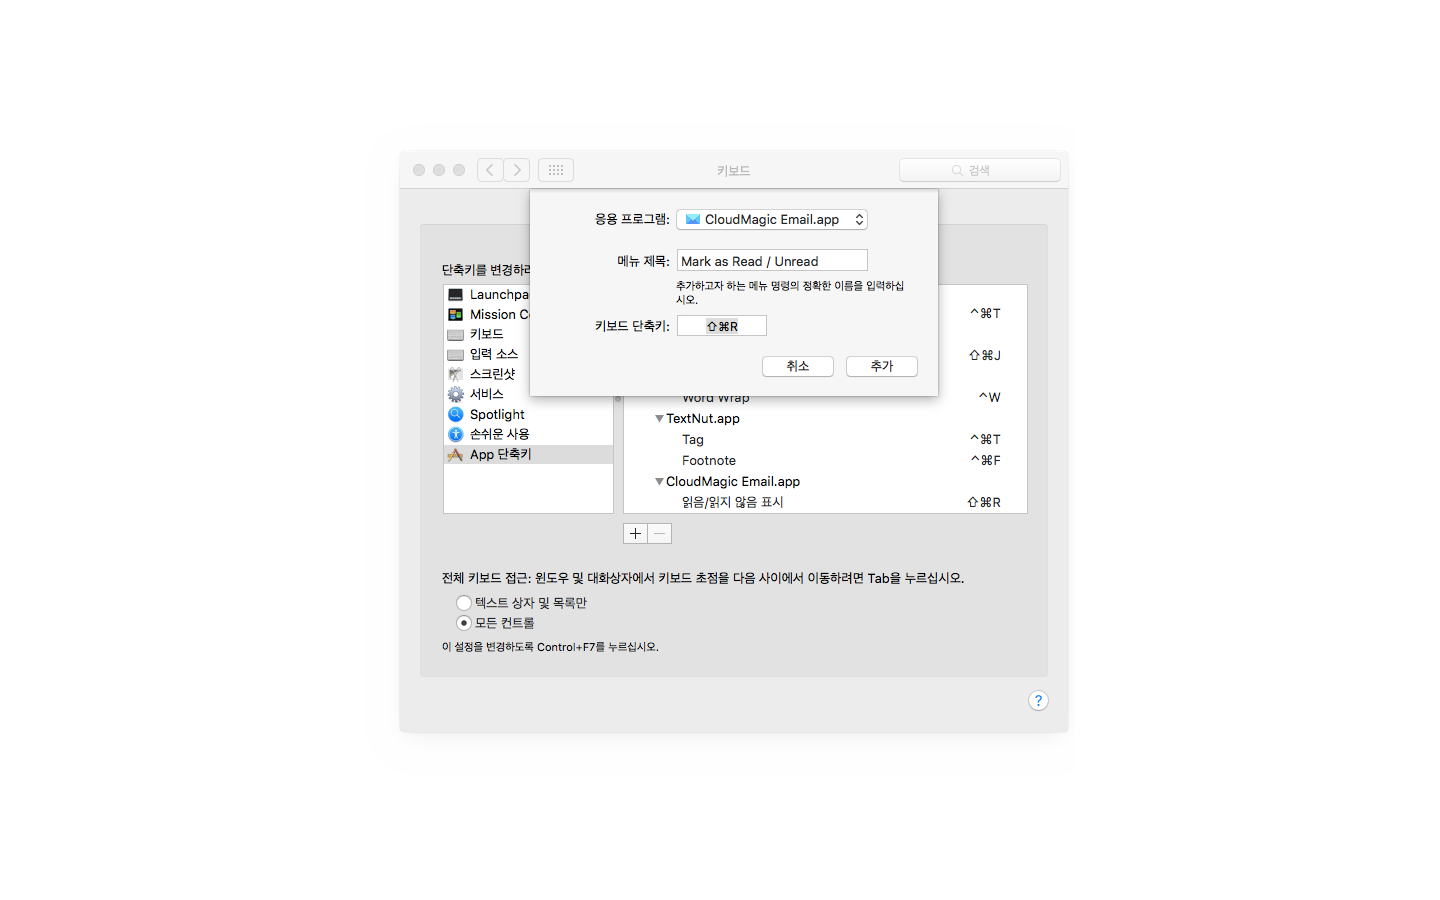 키보드
검색
응용 프로그램: CloudMagic Email.app
메뉴 제목: Mark as Read / Unread
추가하고자 하는 메뉴 명령의 정확한 이름을 입력하십
시오.
키보드 단축키: ⇧⌘R
취소 추가
단축키를 변경하려
Launchpa
Mission C
키보드
입력 소스
스크린샷
서비스
Spotlight
손쉬운 사용
App 단축키
^⌘T
⇧⌘J
Word Wrap ^W
TextNut.app
Tag ^⌘T
Footnote ^⌘F
CloudMagic Email.app
읽음/읽지 않음 표시 ⇧⌘R
전체 키보드 접근: 윈도우 및 대화상자에서 키보드 초점을 다음 사이에서 이동하려면 Tab을 누르십시오.
텍스트 상자 및 목록만
모든 컨트롤
이 설정을 변경하도록 Control+F7를 누르십시오.
?